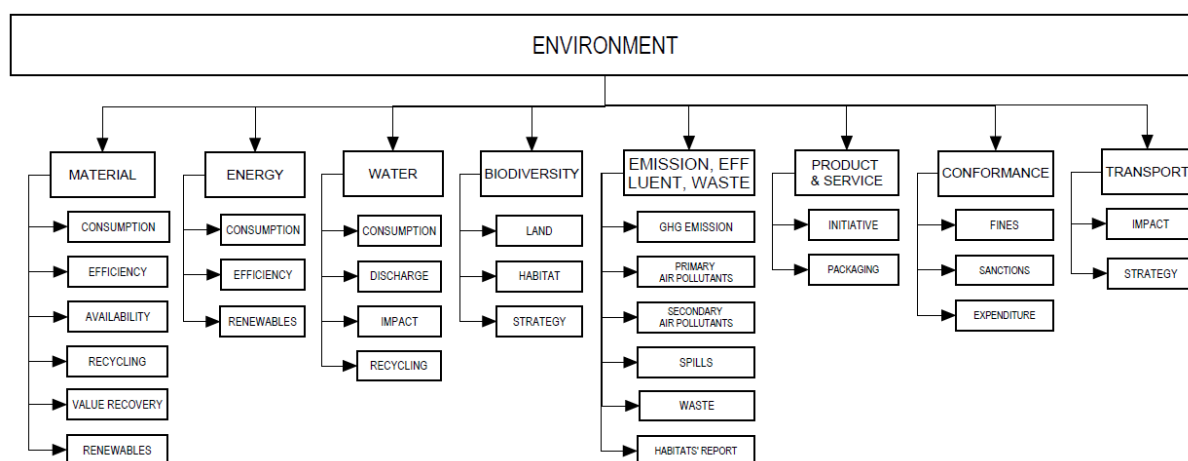 ENVIRONMENT
MATERIAL
CONSUMPTION
EFFICIENCY
AVAILABILITY
RECYCLING
VALUE RECOVERY
RENEWABLES
ENERGY
CONSUMPTION
EFFICIENCY
RENEWABLES
WATER
CONSUMPTION
DISCHARGE
IMPACT
RECYCLING
BIODIVERSITY
LAND
HABITAT
STRATEGY
EMISSION, EFF
LUENT, WASTE
GHG EMISSION
PRIMARY
AIR POLLUTANTS
SECONDARY
AIR POLLUTANTS
SPILLS
WASTE
HABITATS' REPORT
PRODUCT
& SERVICE
INITIATIVE
PACKAGING
CONFORMANCE
FINES
SANCTIONS
EXPENDITURE
TRANSPORT
IMPACT
STRATEGY